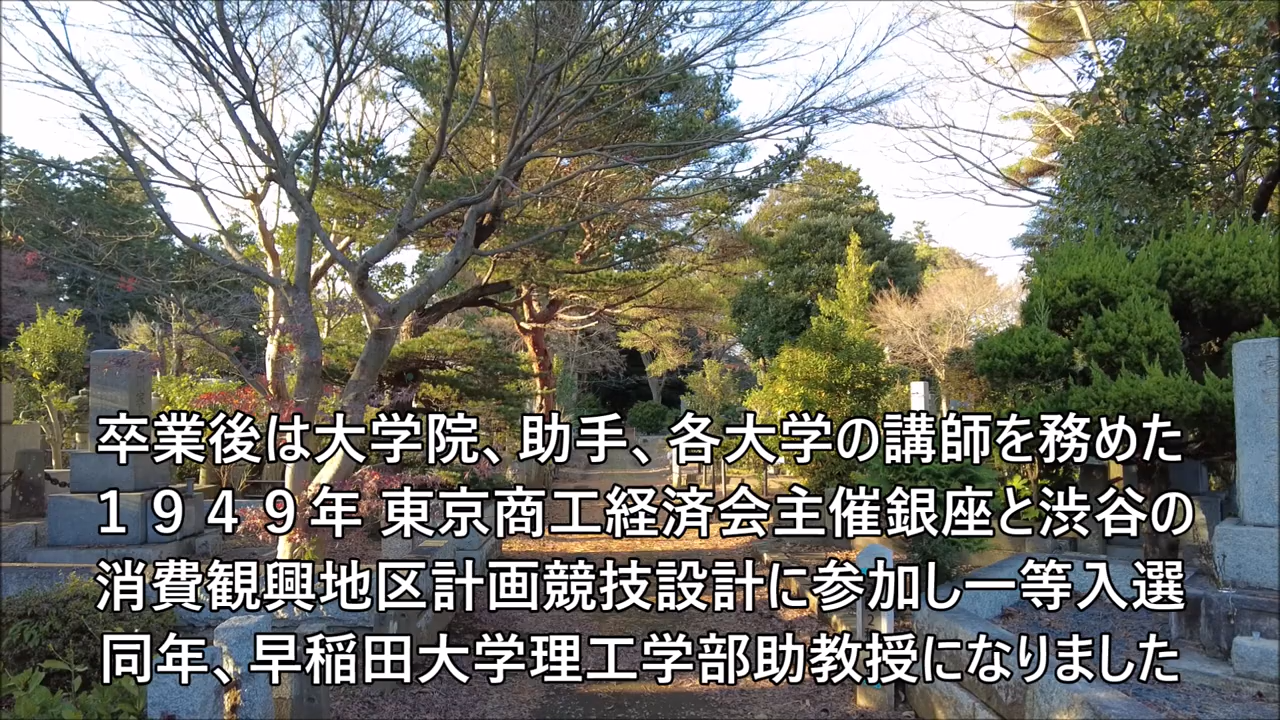 卒業後は大学院、助手、各大学の講師を務めた
１９４９年 東京商工経済会主催銀座と渋谷の
消費観興地区計画競技設計に参加し一等入選
同年、早稲田大学理工学部助教授になりました